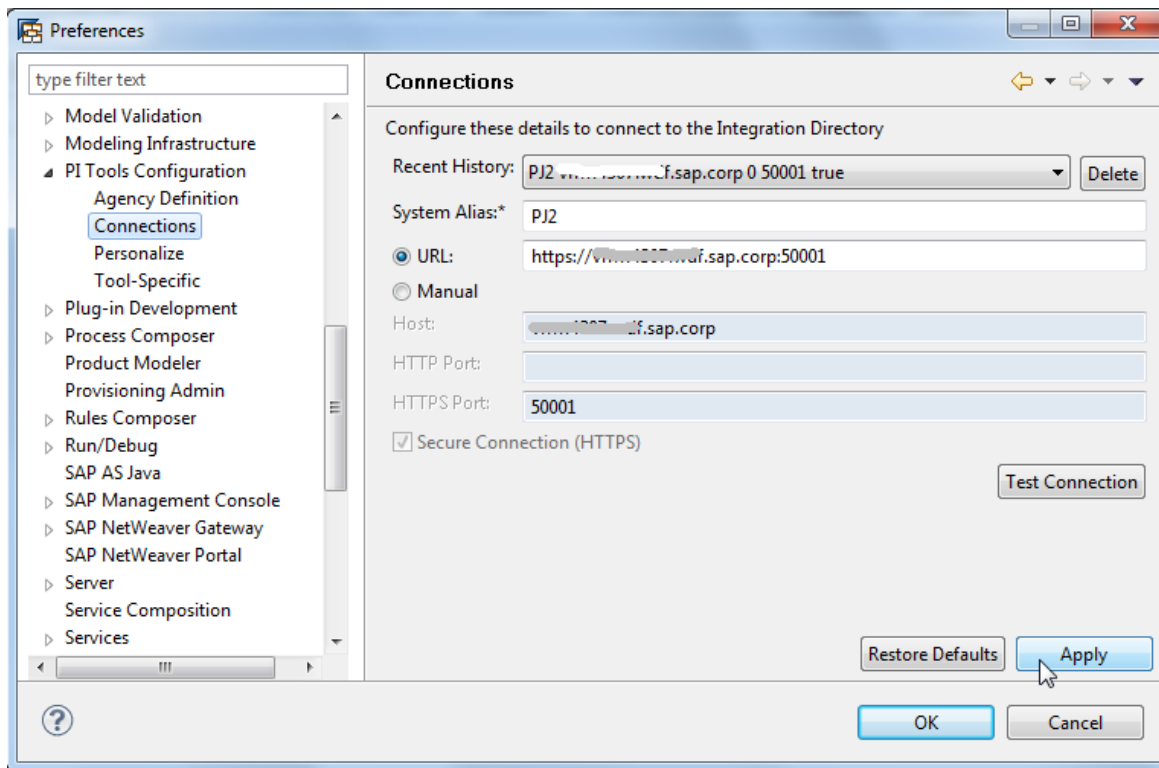 Preferences
type filter text
Model Validation
Modeling Infrastructure
PI Tools Configuration
Agency Definition
Connections
Personalize
Tool-Specific
Plug-in Development
Process Composer
Product Modeler
Provisioning Admin
Rules Composer
Run/Debug
SAP AS Java
SAP Management Console
SAP NetWeaver Gateway
SAP NetWeaver Portal
Server
Service Composition
Services
Connections
Configure these details to connect to the Integration Directory
Recent History: PJ2 f.sap.corp 0 50001 true Delete
System Alias:* PJ2
URL: https:// f.sap.corp:50001
Manual
Host: f.sap.corp
HTTP Port:
HTTPS Port: 50001
Secure Connection (HTTPS)
Test Connection
Restore Defaults Apply
? OK Cancel